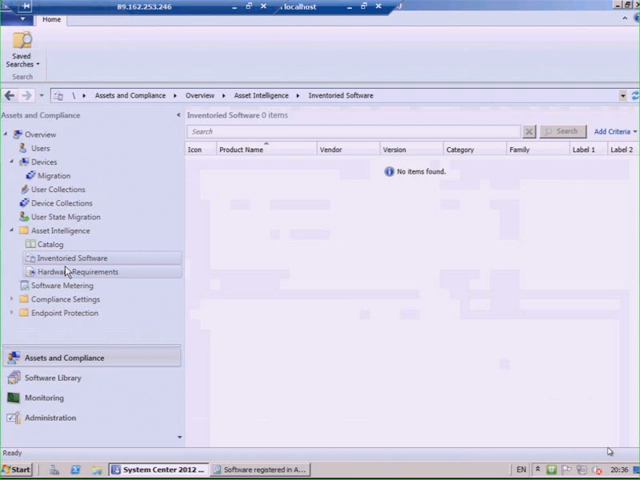 89.162.253.246
localhost
Home
Saved
Searches
Search
\ Assets and Compliance Overview Asset Intelligence Inventoried Software
Assets and Compliance
Inventoried Software 0 items
Search
Search
Add Criteria
Icon Product Name Vendor Version Category Family Label 1 Label 2
No items found.
Overview
Users
Devices
Migration
User Collections
Device Collections
User State Migration
Asset Intelligence
Catalog
Inventoried Software
Hardware Requirements
Software Metering
Compliance Settings
Endpoint Protection
Assets and Compliance
Software Library
Monitoring
Administration
Ready
Start
System Center 2012 ...
Software registered in A...
EN
20:36